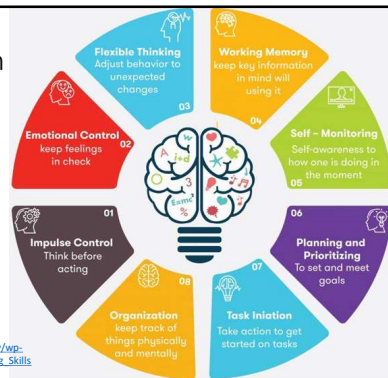 01
Impulse Control
Think before
acting
Emotional Control
keep feelings
in check
02
Flexible Thinking
Adjust behavior to
unexpected
changes
03
Working Memory
keep key information
in mind will
using it
04
Self – Monitoring
Self-awareness to
how one is doing in
the moment
05
06
Planning and
Prioritizing
To set and meet
goals
07
Task Iniation
Take action to get
started on tasks
08
Organization
keep track of
things physically
and mentally
i+d
E=mc²
%
3
/wp-
g_Skills